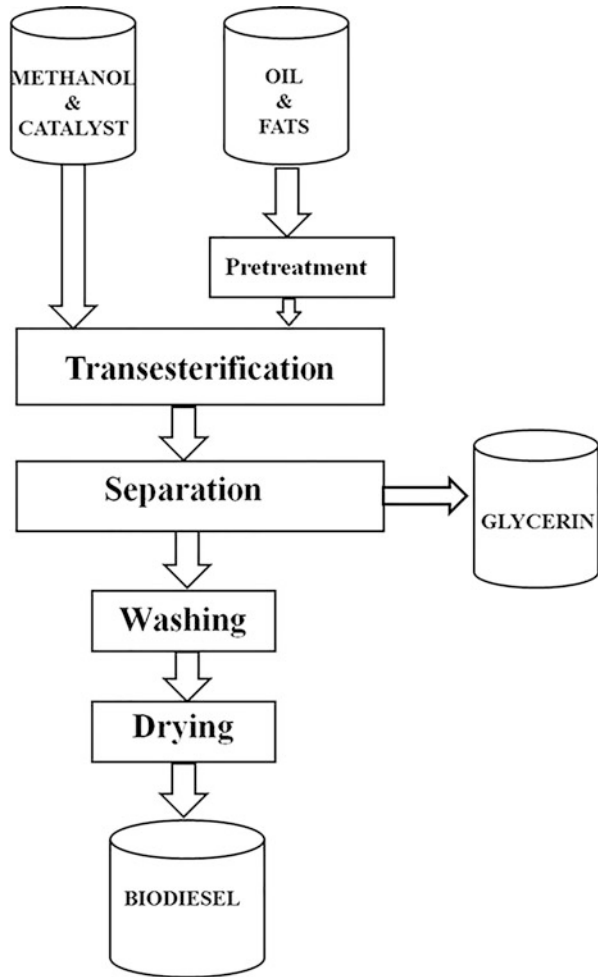 METHANOL
&
CATALYST
OIL
&
FATS
Pretreatment
Transesterification
Separation
GLYCERIN
Washing
Drying
BIODIESEL